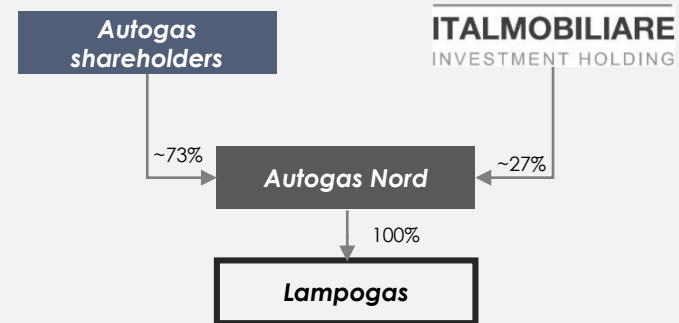 Autogas
shareholders
ITALMOBILIARE
INVESTMENT HOLDING
~73%
~27%
Autogas Nord
100%
Lampogas